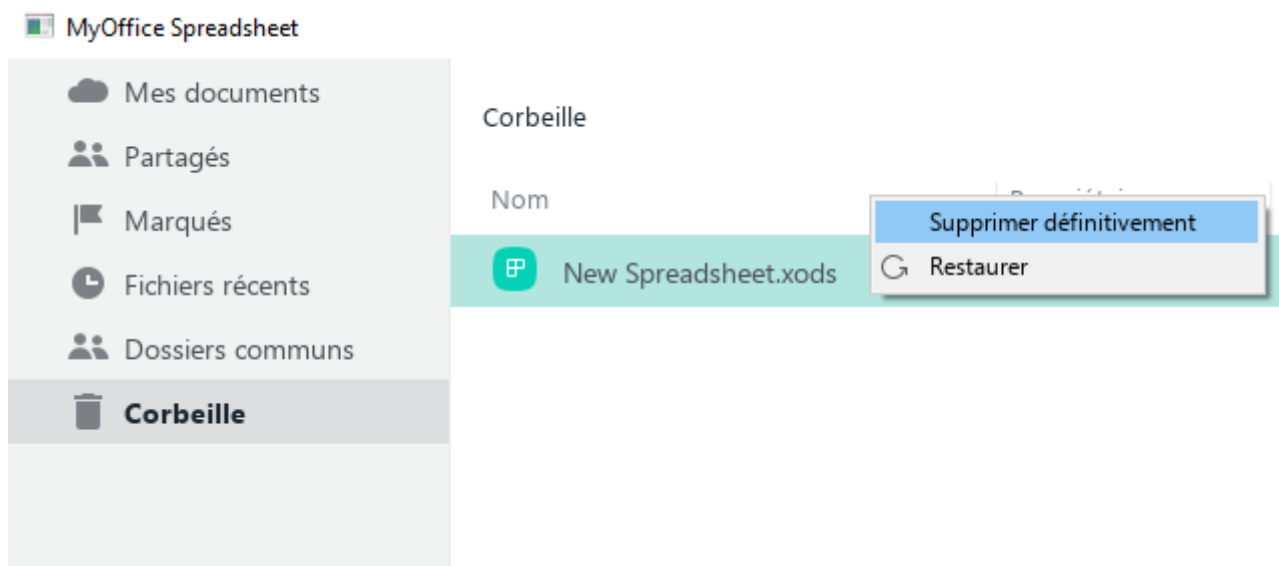 MyOffice Spreadsheet
Mes documents
Partagés
Marqués
Fichiers récents
Dossiers communs
Corbeille
Corbeille
Nom
New Spreadsheet.xods
Supprimer définitivement
Restaurer